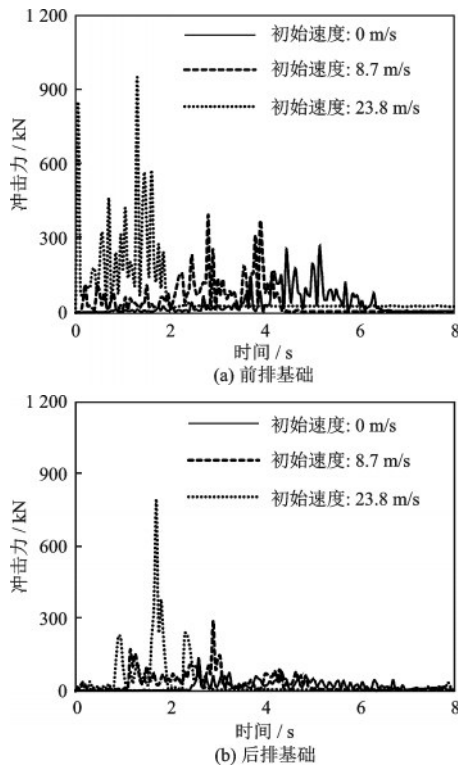 1 200
初始速度: 0 m/s
900
初始速度: 8.7 m/s
初始速度: 23.8 m/s
冲击力 / kN
600
300
0
0 2 4 6 8
时间 / s
(a) 前排基础
1 200
初始速度: 0 m/s
900
初始速度: 8.7 m/s
初始速度: 23.8 m/s
冲击力 / kN
600
300
0
0 2 4 6 8
时间 / s
(b) 后排基础